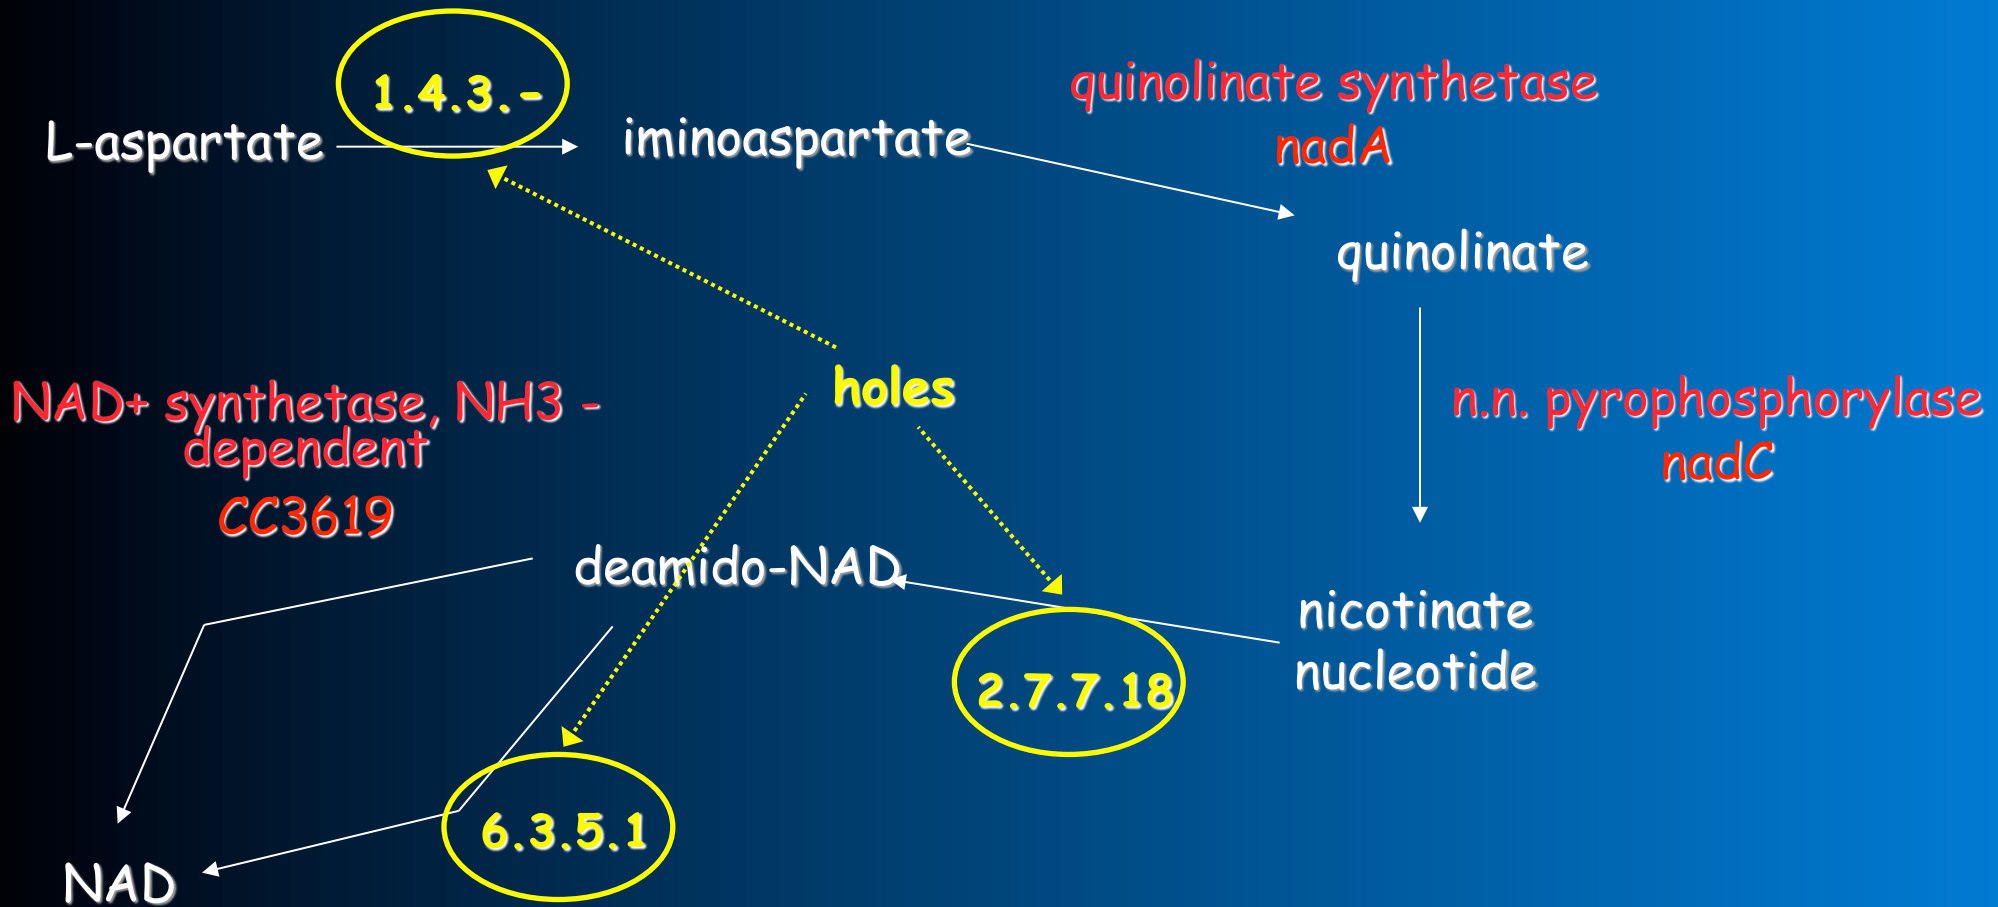 1.4.3.-
L-aspartate
iminoaspartate
quinolinate synthetase
nadA
quinolinate
holes
NAD+ synthetase, NH3 -
dependent
CC3619
n.n. pyrophosphorylase
nadC
deamido-NAD
nicotinate
nucleotide
2.7.7.18
6.3.5.1
NAD